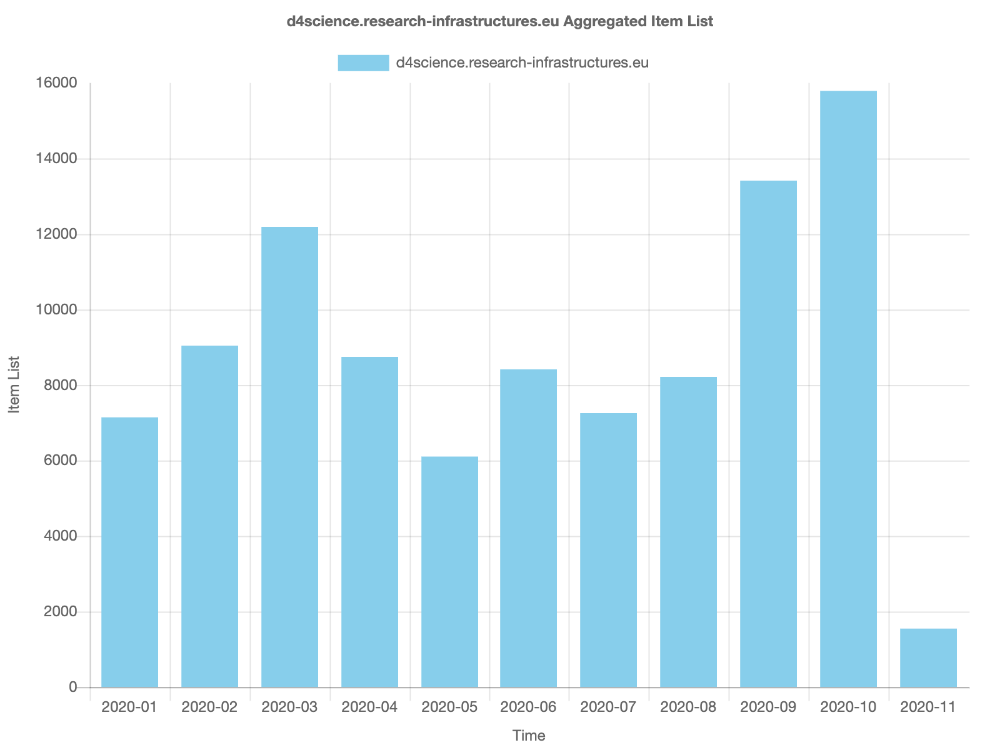 d4science.research-infrastructures.eu Aggregated Item List
d4science.research-infrastructures.eu
16000
14000
12000
10000
8000
6000
4000
2000
0
Item List
2020-01 2020-02 2020-03 2020-04 2020-05 2020-06 2020-07 2020-08 2020-09 2020-10 2020-11
Time